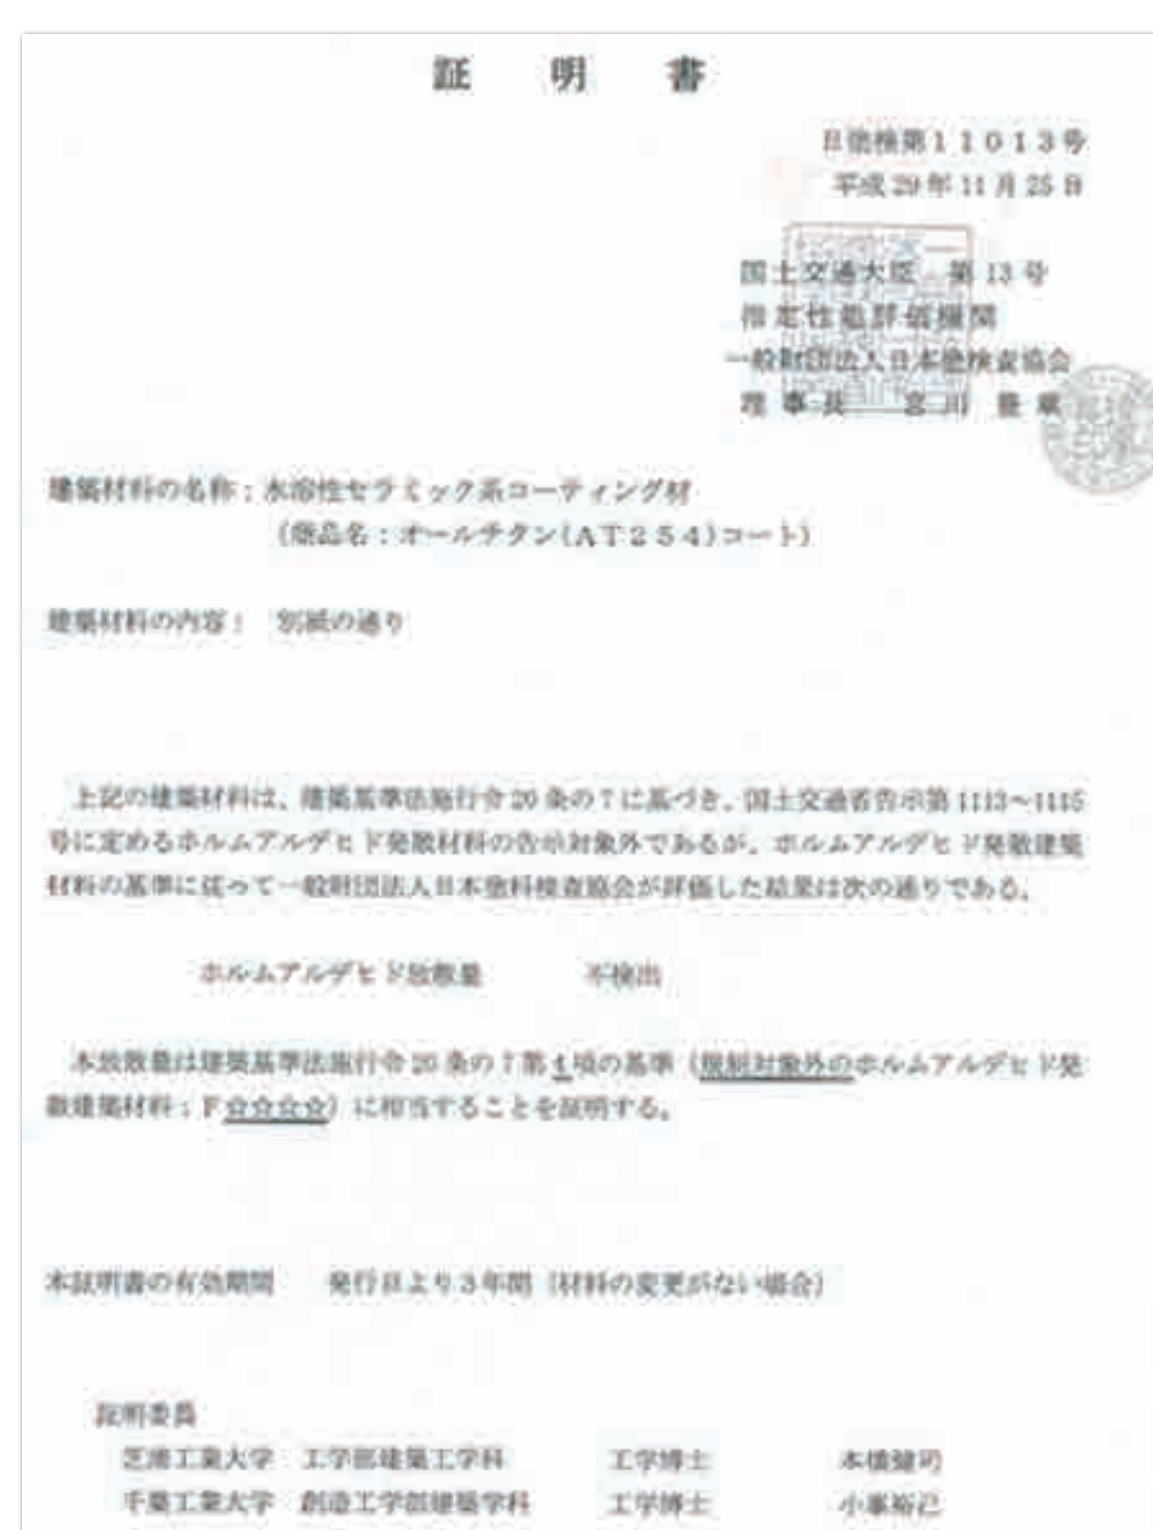 証明書
日塗検第11013号
平成29年11月25日
国土交通大臣 第13号
指定性能評価機関
一般財団法人日本塗検査協会
理事長 宮川
建築材料の名称：水溶性セラミック系コーティング材
（商品名：オールチタン(AT254)コート）
建築材料の内容： 別紙の通り
上記の建築材料は、建築基準法施行令20条の7に基づき、国土交通省告示第1113～1115
号に定めるホルムアルデヒド発散材料の告示対象外であるが、ホルムアルデヒド発散建築
材料の基準に従って一般財団法人日本塗料検査協会が評価した結果は次の通りである。
ホルムアルデヒド放散量 不検出
本放散量は建築基準法施行令20条の7第4項の基準（規制対象外のホルムアルデヒド発
散建築材料：F☆☆☆☆）に相当することを証明する。
本証明書の有効期間 発行日より3年間（材料の変更がない場合）
証明委員
芝浦工業大学 工学部建築工学科 工学博士 本橋健司
千葉工業大学 創造工学部建築学科 工学博士 小峯裕己